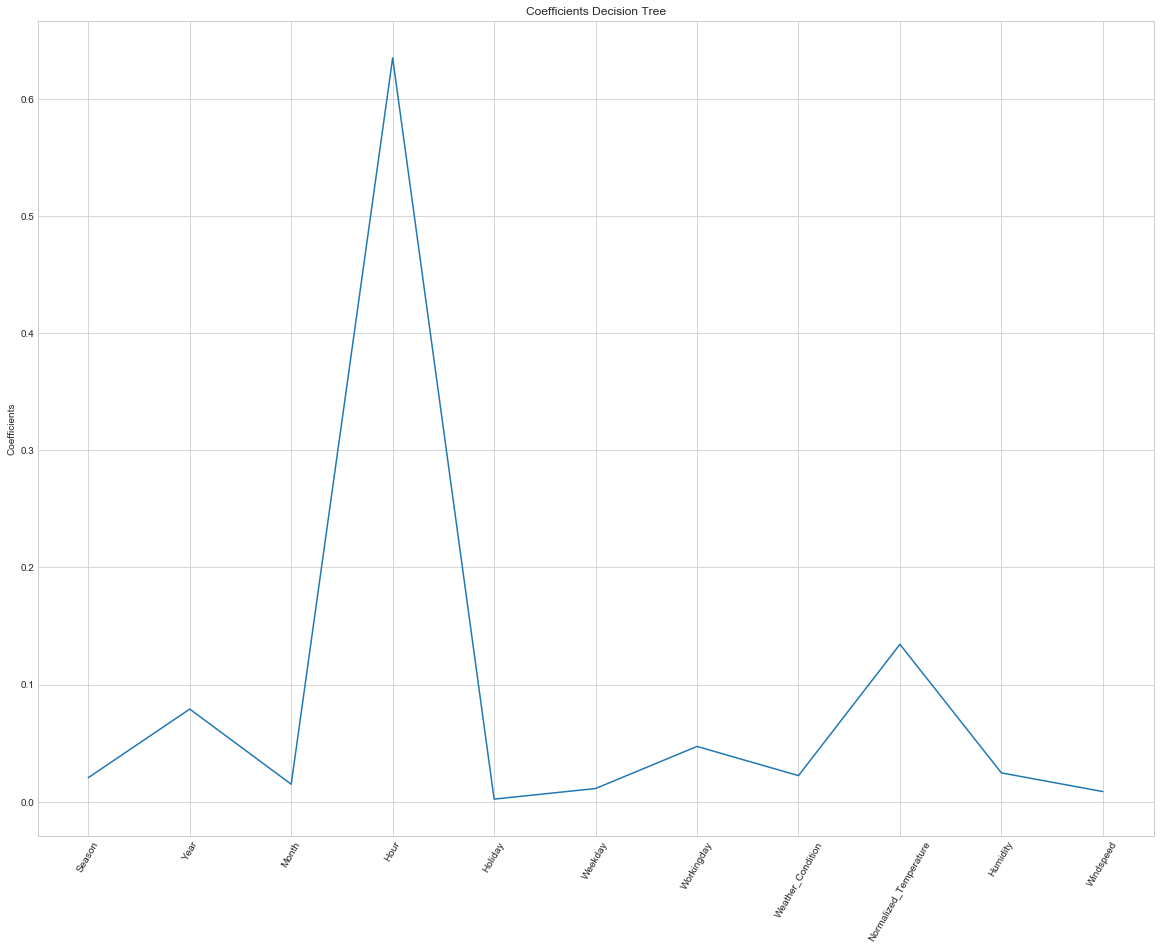 Coefficients Decision Tree
0.6
0.5
0.4
0.3
0.2
0.1
0.0
Coefficients
Season
Year
Month
Hour
Holiday
Weekday
Workingday
Weather_Condition
Normalized_Temperature
Humidity
Windspeed